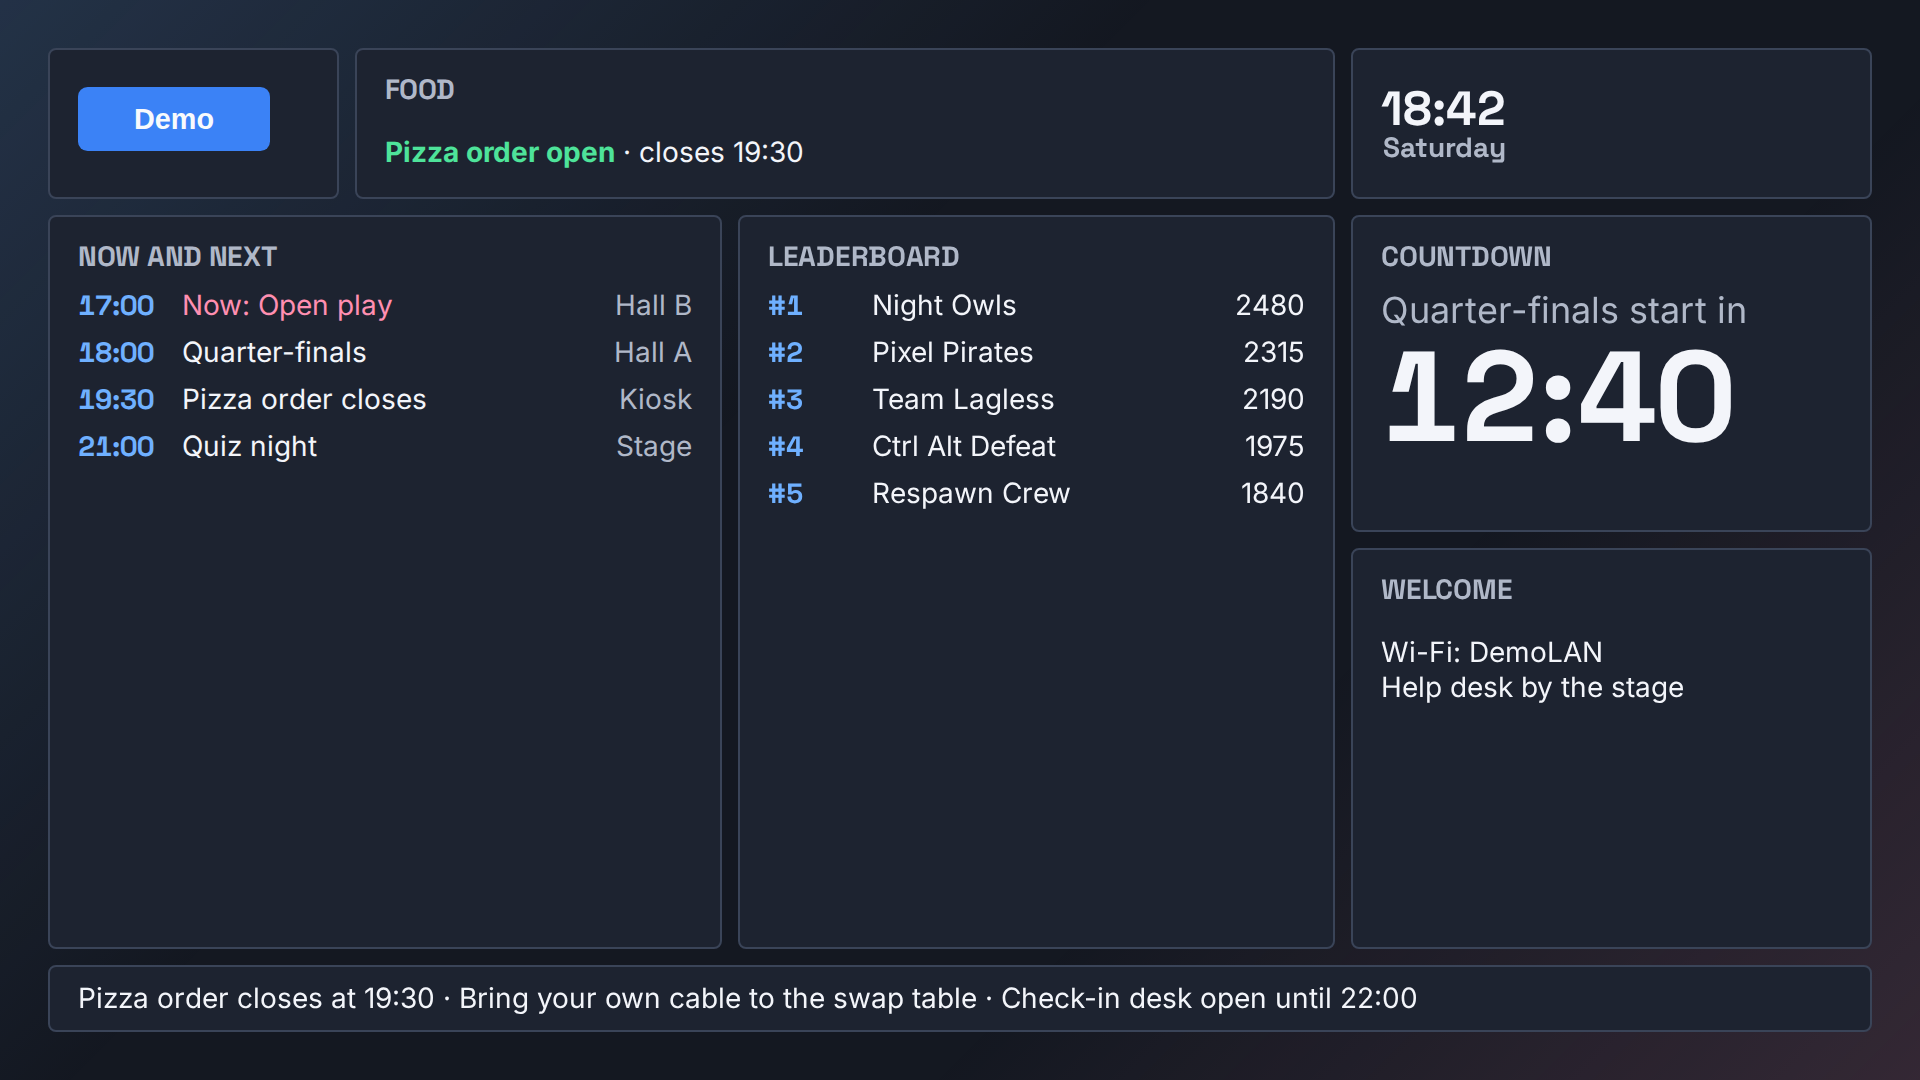 Demo
FOOD
Pizza order open · closes 19:30
18:42
Saturday
NOW AND NEXT
17:00 Now: Open play Hall B
18:00 Quarter-finals Hall A
19:30 Pizza order closes Kiosk
21:00 Quiz night Stage
LEADERBOARD
#1 Night Owls 2480
#2 Pixel Pirates 2315
#3 Team Lagless 2190
#4 Ctrl Alt Defeat 1975
#5 Respawn Crew 1840
COUNTDOWN
Quarter-finals start in
12:40
WELCOME
Wi-Fi: DemoLAN
Help desk by the stage
Pizza order closes at 19:30 · Bring your own cable to the swap table · Check-in desk open until 22:00